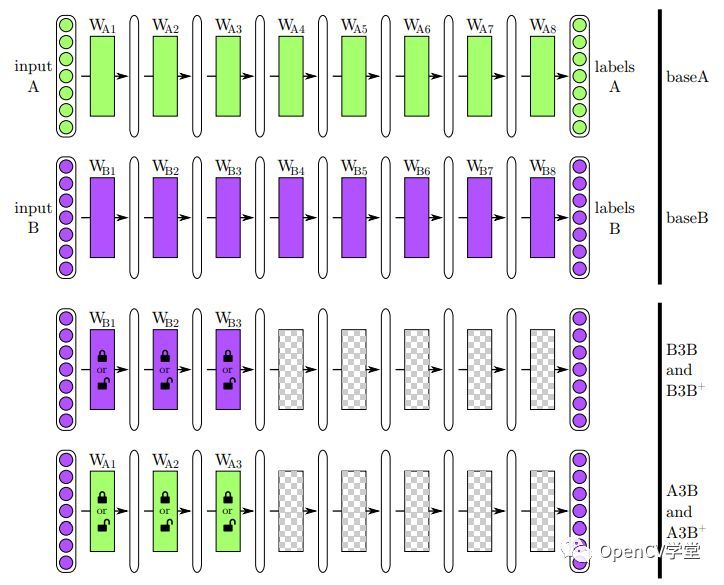 W_A1 W_A2 W_A3 W_A4 W_A5 W_A6 W_A7 W_A8
input
A
labels
A
baseA
W_B1 W_B2 W_B3 W_B4 W_B5 W_B6 W_B7 W_B8
input
B
labels
B
baseB
W_B1 W_B2 W_B3
or or or
B3B
and
B3B⁺
W_A1 W_A2 W_A3
or or or
A3B
and
A3B⁺
OpenCV学堂